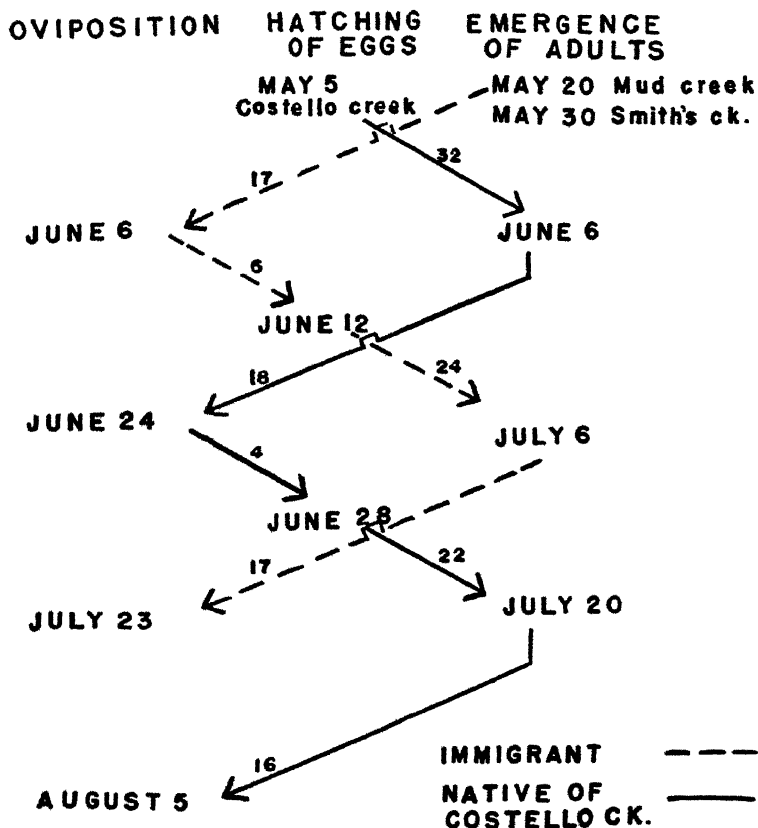 OVIPOSITION
HATCHING
OF EGGS
EMERGENCE
OF ADULTS
MAY 5
Costello creek
MAY 20 Mud creek
MAY 30 Smith's ck.
32
17
JUNE 6
JUNE 6
6
JUNE 12
24
18
JUNE 24
JULY 6
4
JUNE 28
22
17
JULY 23
JULY 20
16
AUGUST 5
IMMIGRANT
NATIVE OF
COSTELLO CK.